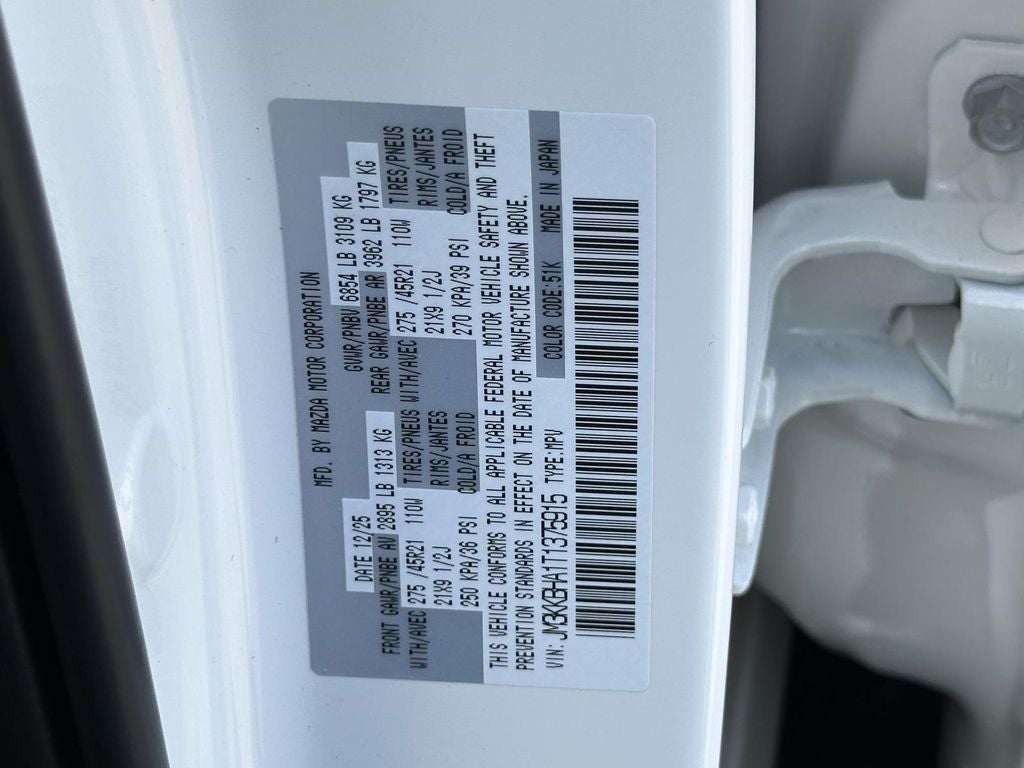 MFD. BY MAZDA MOTOR CORPORATION
DATE 12/25 GVWR/PNBV 6854 LB 3109 KG
FRONT GAWR/PNBE AV 2895 LB 1313 KG REAR GAWR/PNBE AR 3962 LB 1797 KG
WITH/AVEC 275 /45R21 110W TIRES/PNEUS WITH/AVEC 275 /45R21 110W TIRES/PNEUS
21X9 1/2J RIMS/JANTES 21X9 1/2J RIMS/JANTES
250 KPA/36 PSI COLD/A FROID 270 KPA/39 PSI COLD/A FROID
THIS VEHICLE CONFORMS TO ALL APPLICABLE FEDERAL MOTOR VEHICLE SAFETY AND THEFT
PREVENTION STANDARDS IN EFFECT ON THE DATE OF MANUFACTURE SHOWN ABOVE.
VIN: JM3KKBHA1T1375915 TYPE:MPV COLOR CODE:51K MADE IN JAPAN